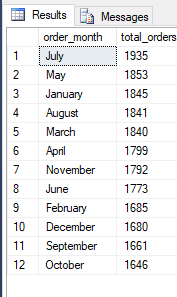 Results Messages
order_month total_orders
1 July 1935
2 May 1853
3 January 1845
4 August 1841
5 March 1840
6 April 1799
7 November 1792
8 June 1773
9 February 1685
10 December 1680
11 September 1661
12 October 1646